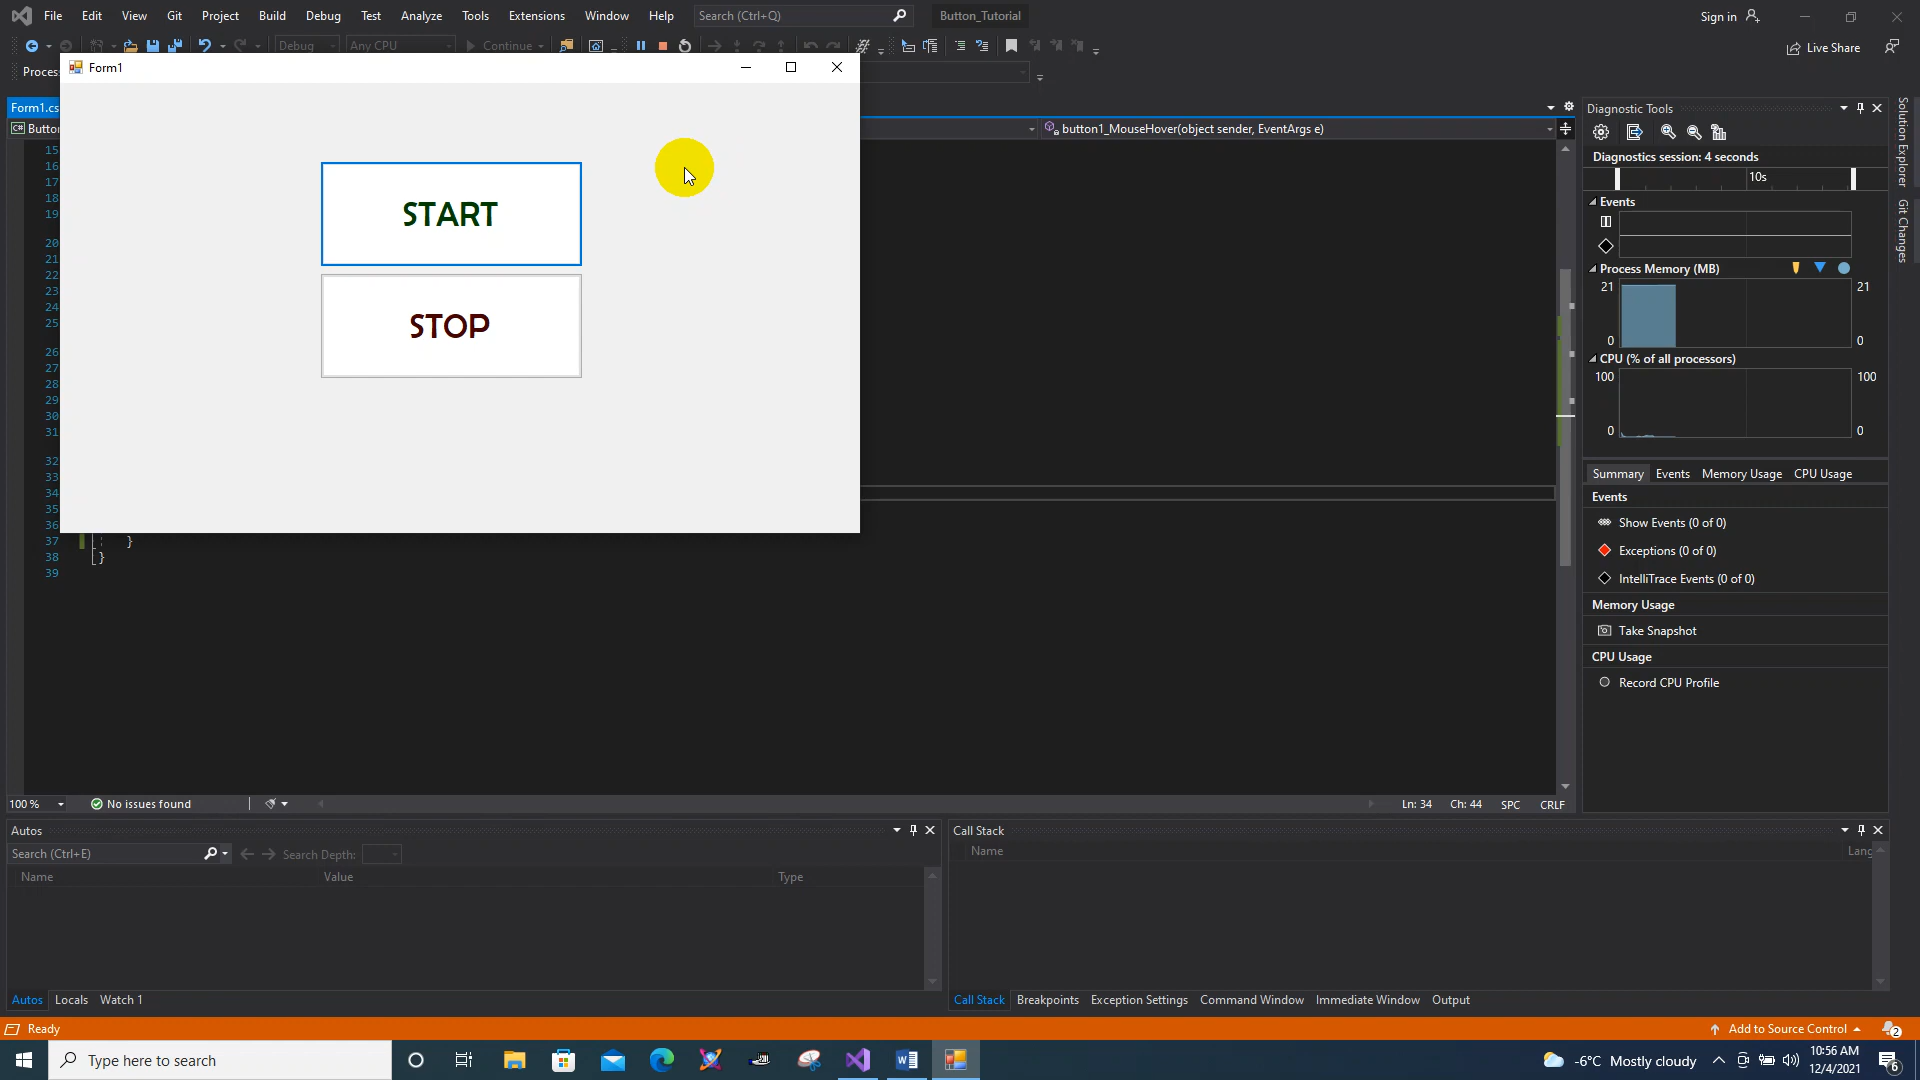 File Edit View Git Project Build Debug Test Analyze Tools Extensions Window Help Search (Ctrl+Q) Button_Tutorial Sign in
Debug Any CPU Continue Live Share
Proces
Form1
Form1.cs
Button
button1_MouseHover(object sender, EventArgs e)
START
STOP
15
16
17
18
19
20
21
22
23
24
25
26
27
28
29
30
31
32
33
34
35
36
37 }
38 }
39
Diagnostic Tools
Diagnostics session: 4 seconds
10s
Events
Process Memory (MB)
21 21
0 0
CPU (% of all processors)
100 100
0 0
Summary Events Memory Usage CPU Usage
Events
Show Events (0 of 0)
Exceptions (0 of 0)
IntelliTrace Events (0 of 0)
Memory Usage
Take Snapshot
CPU Usage
Record CPU Profile
Solution Explorer
Git Changes
100 % No issues found Ln: 34 Ch: 44 SPC CRLF
Autos
Search (Ctrl+E) Search Depth:
Name Value Type
Autos Locals Watch 1
Call Stack
Name Lang
Call Stack Breakpoints Exception Settings Command Window Immediate Window Output
Ready Add to Source Control 2
Type here to search -6°C Mostly cloudy 10:56 AM
12/4/2021 6